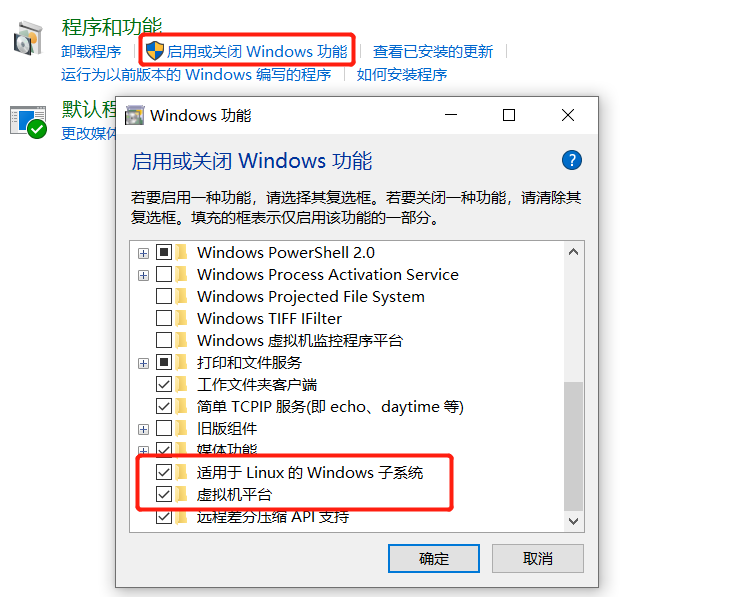 程序和功能
卸载程序
启用或关闭 Windows 功能
查看已安装的更新
运行为以前版本的 Windows 编写的程序
如何安装程序
默认程
更改媒体
Windows 功能
启用或关闭 Windows 功能
?
若要启用一种功能，请选择其复选框。若要关闭一种功能，请清除其
复选框。填充的框表示仅启用该功能的一部分。
Windows PowerShell 2.0
Windows Process Activation Service
Windows Projected File System
Windows TIFF IFilter
Windows 虚拟机监控程序平台
打印和文件服务
工作文件夹客户端
简单 TCPIP 服务(即 echo、daytime 等)
旧版组件
媒体功能
适用于 Linux 的 Windows 子系统
虚拟机平台
远程差分压缩 API 支持
确定
取消